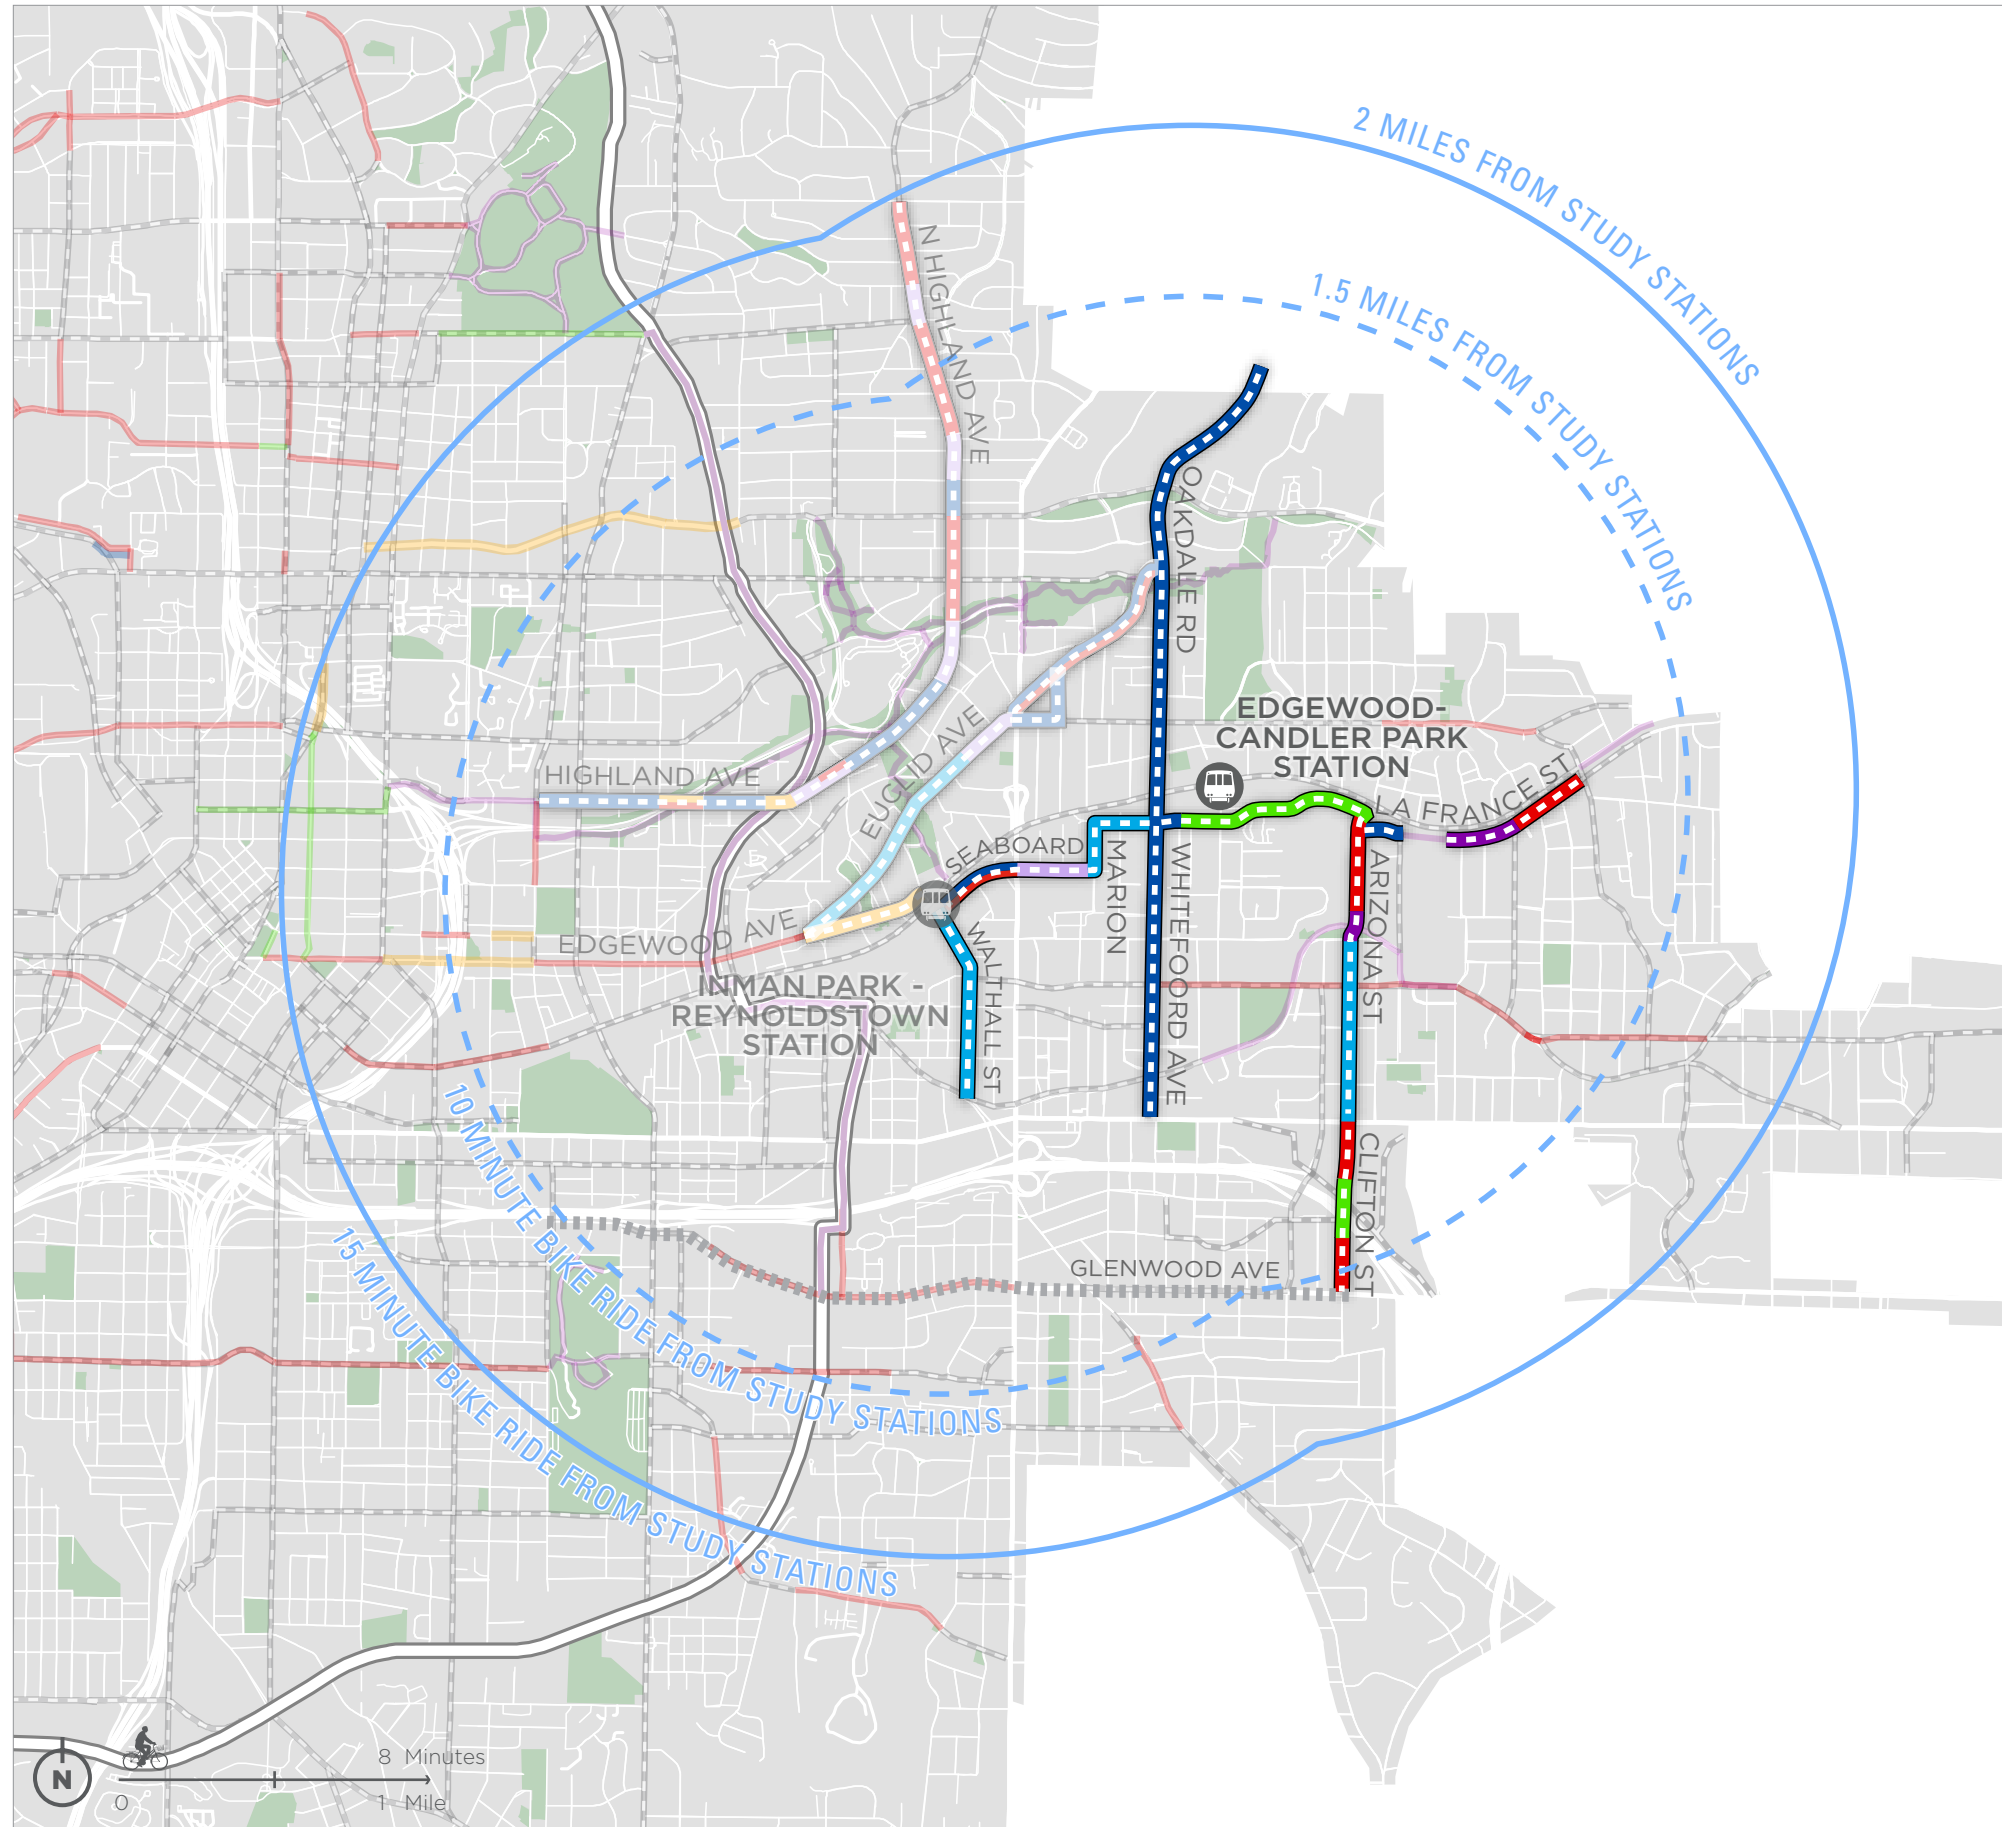 2 MILES FROM STUDY STATIONS
1.5 MILES FROM STUDY STATIONS
N HIGHLAND AVE
OAKDALE RD
EDGEWOOD-
CANDLER PARK
STATION
HIGHLAND AVE
EUCLID AVE
LA FRANCE ST
SEABOARD
MARION
WHITEFOORD AVE
ARIZONA ST
EDGEWOOD AVE
WALTHALL ST
INMAN PARK -
REYNOLDSTOWN
STATION
CLIFTON ST
GLENWOOD AVE
10 MINUTE BIKE RIDE FROM STUDY STATIONS
15 MINUTE BIKE RIDE FROM STUDY STATIONS
N
8 Minutes
0
1 Mile